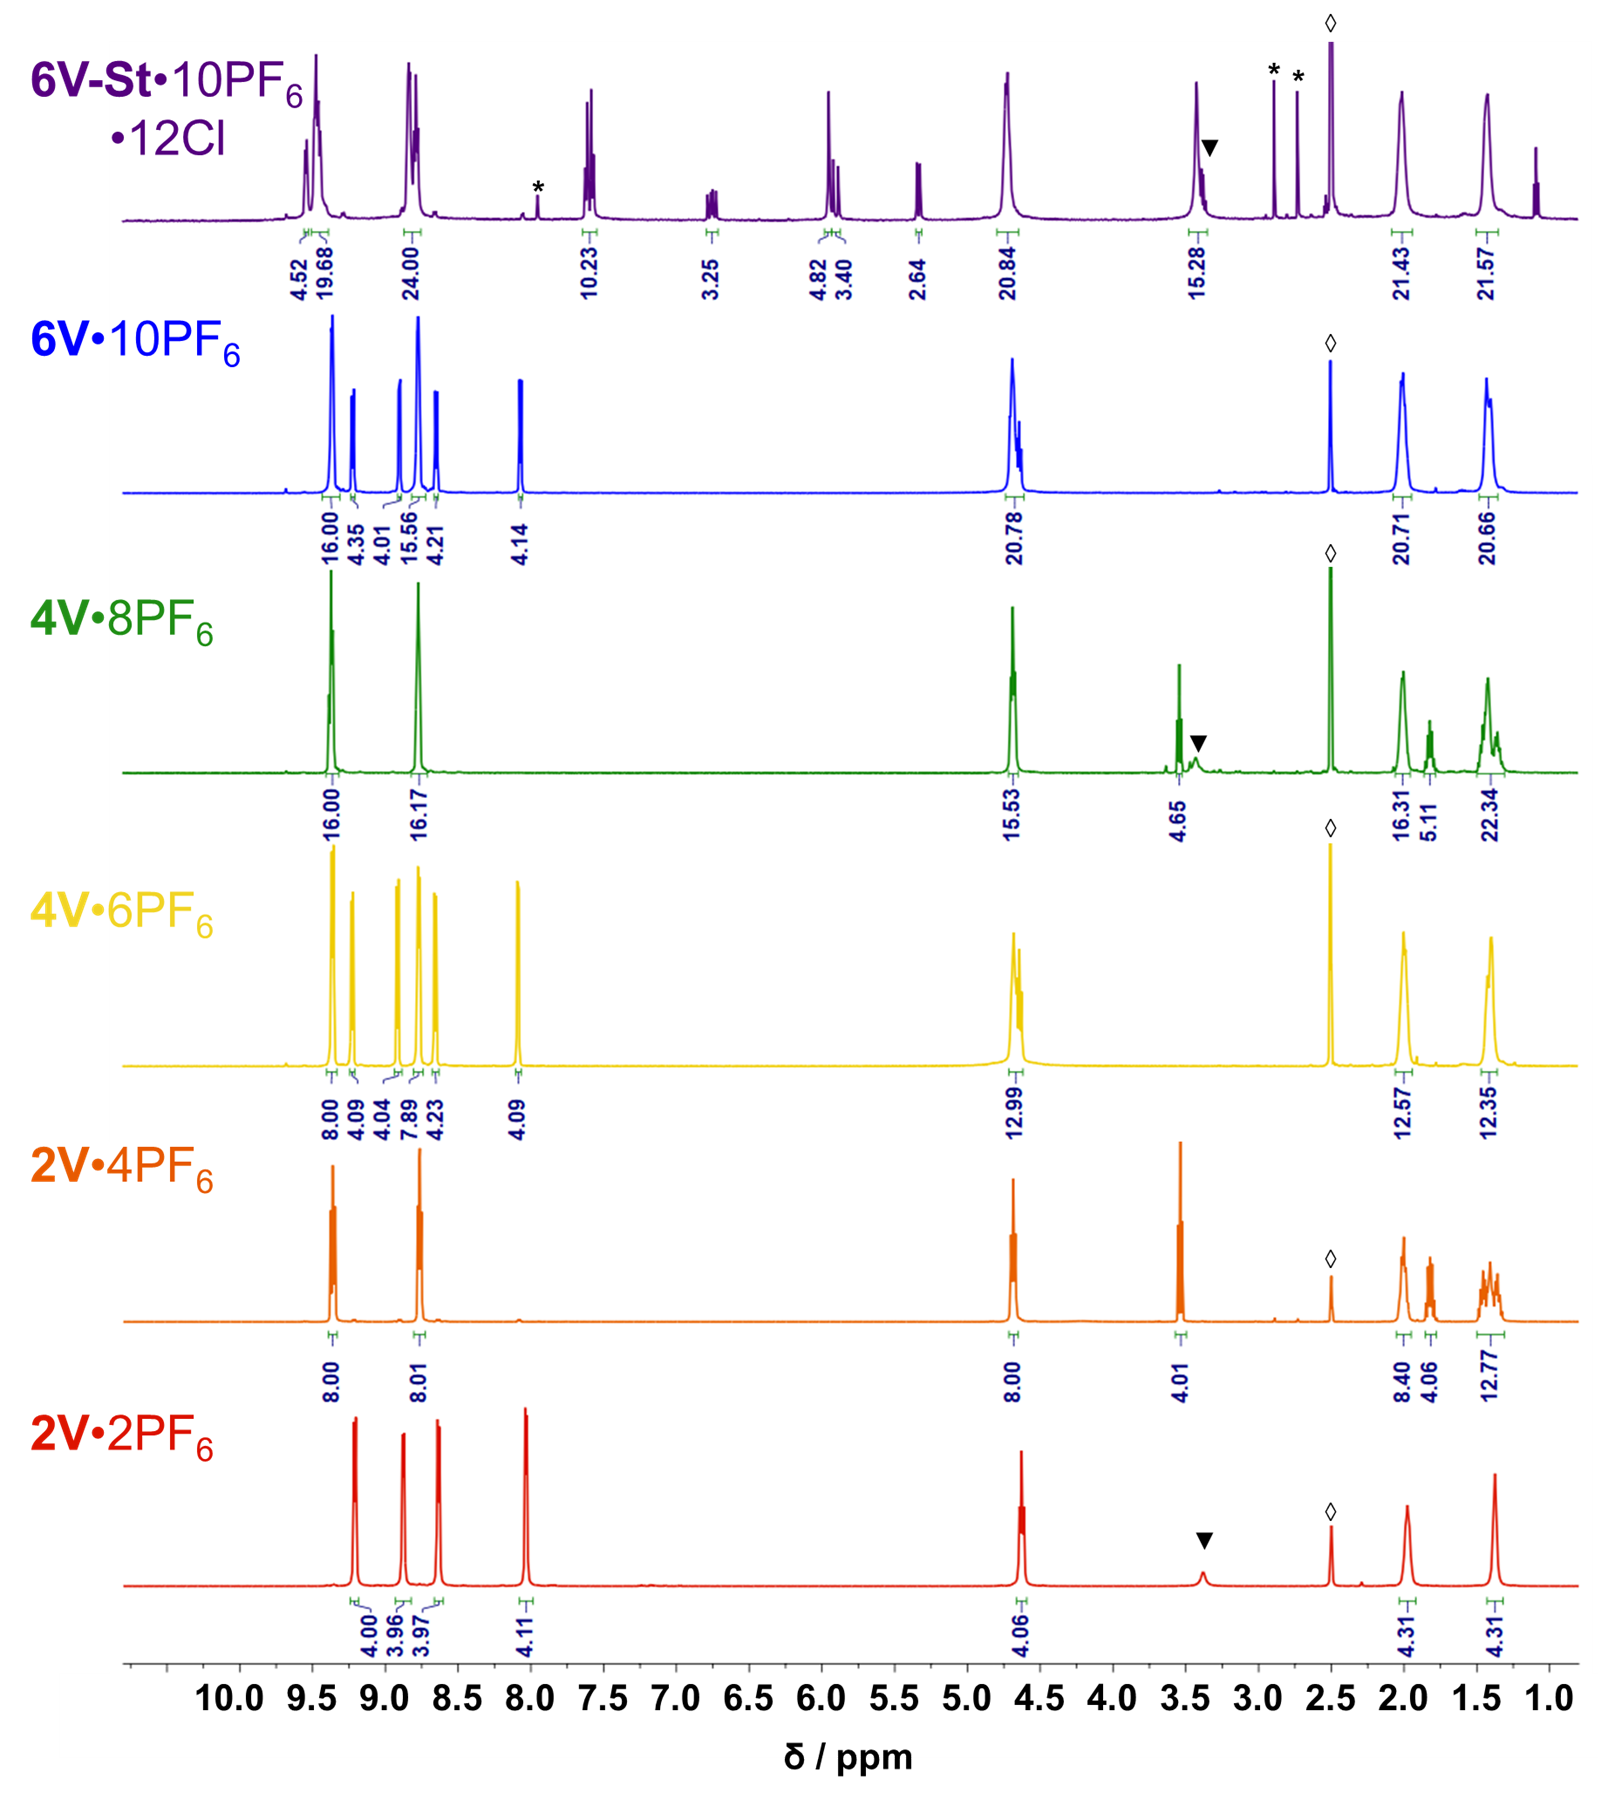 6V-St•10PF6
•12Cl
◊
* *
▼
*
4.52 19.68 24.00 10.23 3.25 4.82 3.40 2.64 20.84 15.28 21.43 21.57
6V•10PF6
◊
16.00 4.35 4.01 15.56 4.21 4.14 20.78 20.71 20.66
4V•8PF6
◊
▼
16.00 16.17 15.53 4.65 16.31 5.11 22.34
4V•6PF6
◊
8.00 4.09 4.04 7.89 4.23 4.09 12.99 12.57 12.35
2V•4PF6
◊
8.00 8.01 8.00 4.01 8.40 4.06 12.77
2V•2PF6
◊
▼
4.00 3.96 3.97 4.11 4.06 4.31 4.31
10.0 9.5 9.0 8.5 8.0 7.5 7.0 6.5 6.0 5.5 5.0 4.5 4.0 3.5 3.0 2.5 2.0 1.5 1.0
δ / ppm